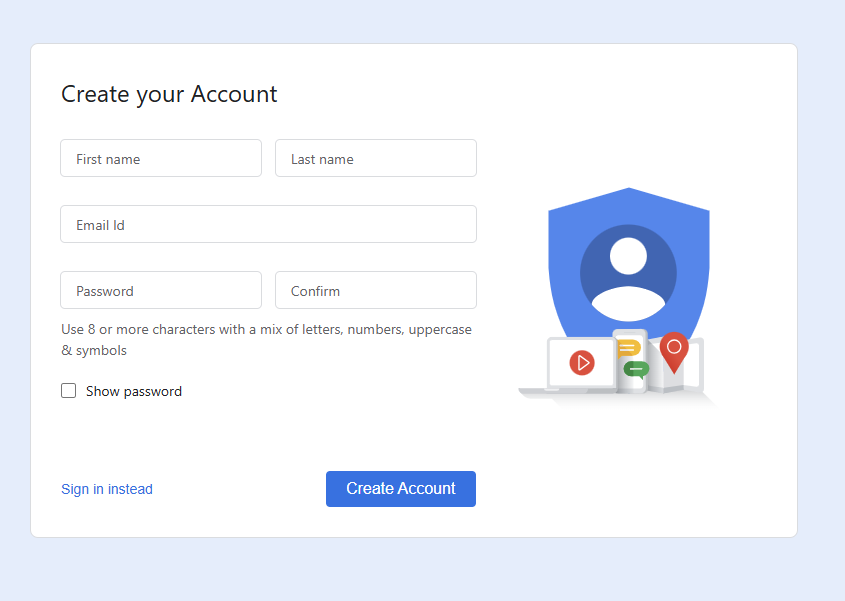 Create your Account
First name
Last name
Email Id
Password
Confirm
Use 8 or more characters with a mix of letters, numbers, uppercase
& symbols
Show password
Sign in instead
Create Account